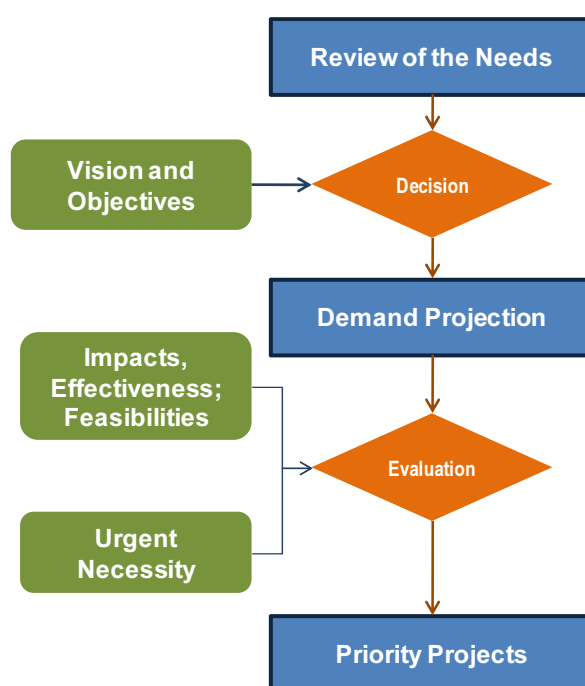 Review of the Needs
Vision and
Objectives
Decision
Demand Projection
Impacts,
Effectiveness;
Feasibilities
Evaluation
Urgent
Necessity
Priority Projects